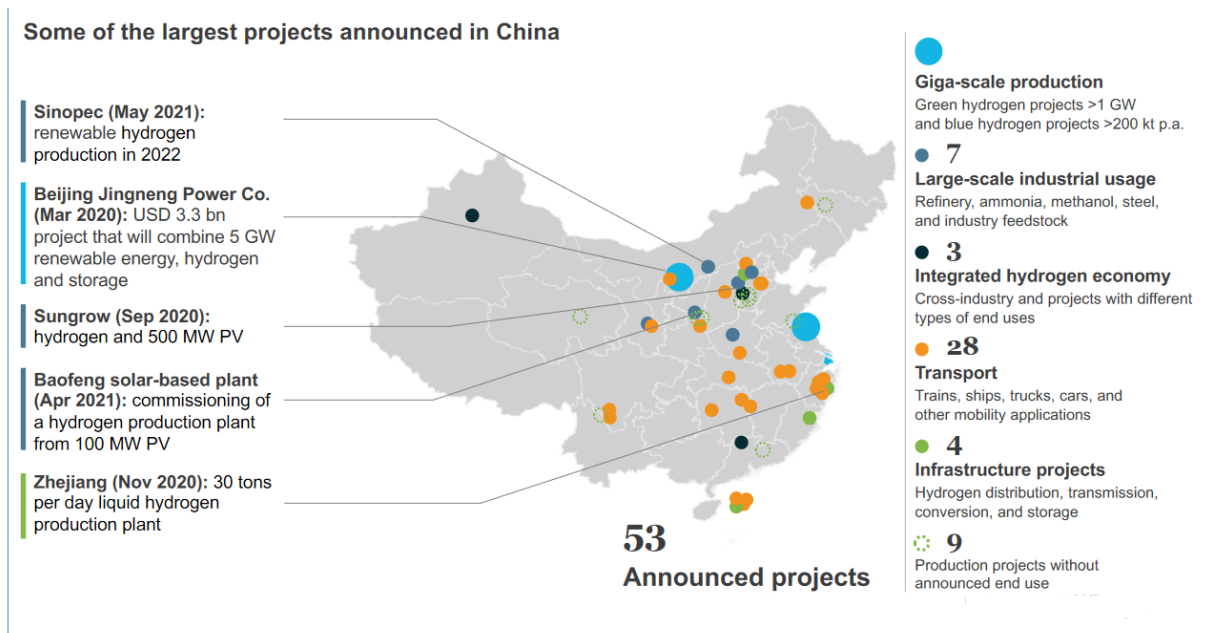 Some of the largest projects announced in China
Sinopec (May 2021):
renewable hydrogen
production in 2022
Beijing Jingneng Power Co.
(Mar 2020): USD 3.3 bn
project that will combine 5 GW
renewable energy, hydrogen
and storage
Sungrow (Sep 2020):
hydrogen and 500 MW PV
Baofeng solar-based plant
(Apr 2021): commissioning of
a hydrogen production plant
from 100 MW PV
Zhejiang (Nov 2020): 30 tons
per day liquid hydrogen
production plant
53
Announced projects
Giga-scale production
Green hydrogen projects >1 GW
and blue hydrogen projects >200 kt p.a.
7
Large-scale industrial usage
Refinery, ammonia, methanol, steel,
and industry feedstock
3
Integrated hydrogen economy
Cross-industry and projects with different
types of end uses
28
Transport
Trains, ships, trucks, cars, and
other mobility applications
4
Infrastructure projects
Hydrogen distribution, transmission,
conversion, and storage
9
Production projects without
announced end use